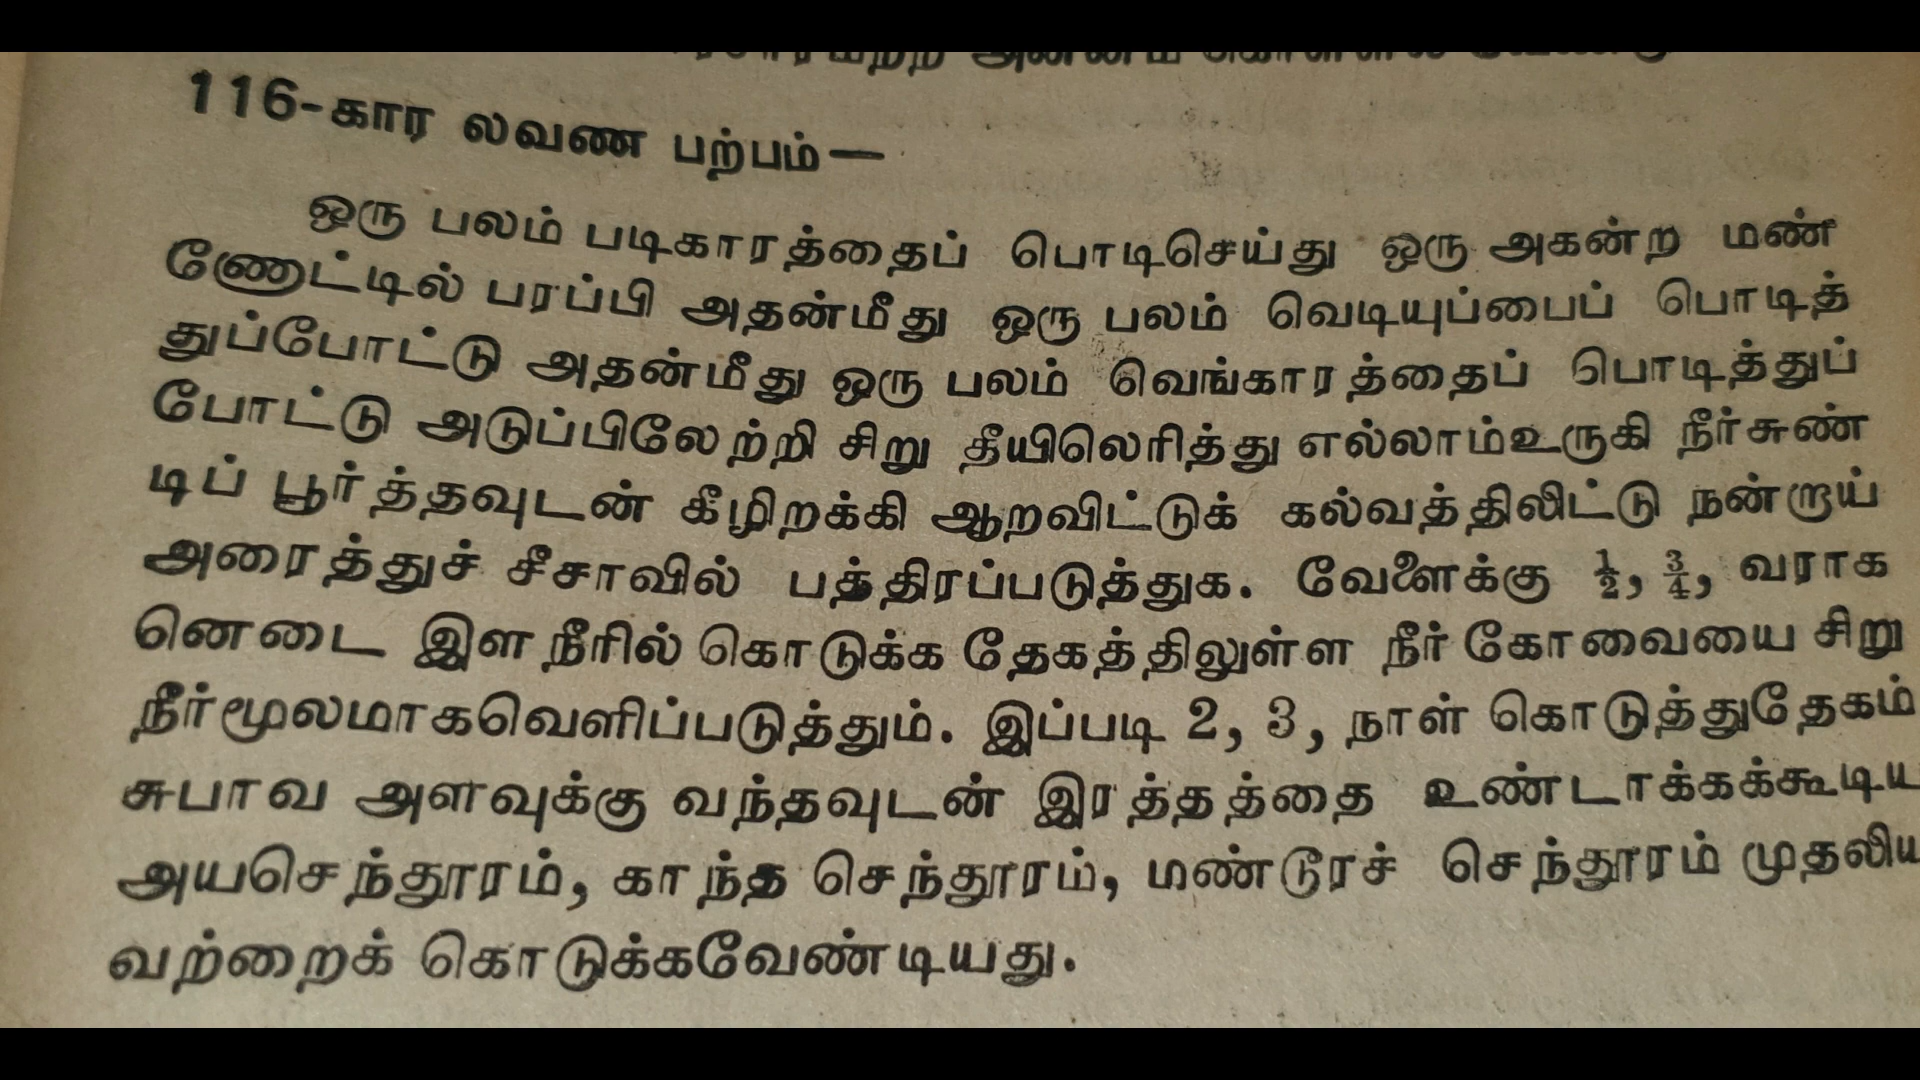 அன்னம் கொள்ளல் வேண்டு
116-கார லவண பற்பம்—
ஒரு பலம் படிகாரத்தைப் பொடிசெய்து ஒரு அகன்ற மண்
ணோட்டில் பரப்பி அதன்மீது ஒரு பலம் வெடியுப்பைப் பொடித்
துப்போட்டு அதன்மீது ஒரு பலம் வெங்காரத்தைப் பொடித்துப்
போட்டு அடுப்பிலேற்றி சிறு தீயிலெரித்து எல்லாம்உருகி நீர்சுண்
டிப் பூர்த்தவுடன் கீழிறக்கி ஆறவிட்டுக் கல்வத்திலிட்டு நன்றாய்
அரைத்துச் சீசாவில் பத்திரப்படுத்துக. வேளைக்கு ½, ¾, வராக
னெடை இளநீரில் கொடுக்க தேகத்திலுள்ள நீர்கோவையை சிறு
நீர்மூலமாகவெளிப்படுத்தும். இப்படி 2, 3, நாள் கொடுத்துதேகம்
சுபாவ அளவுக்கு வந்தவுடன் இரத்தத்தை உண்டாக்கக்கூடிய
அயசெந்தூரம், காந்த செந்தூரம், மண்டூரச் செந்தூரம் முதலிய
வற்றைக் கொடுக்கவேண்டியது.